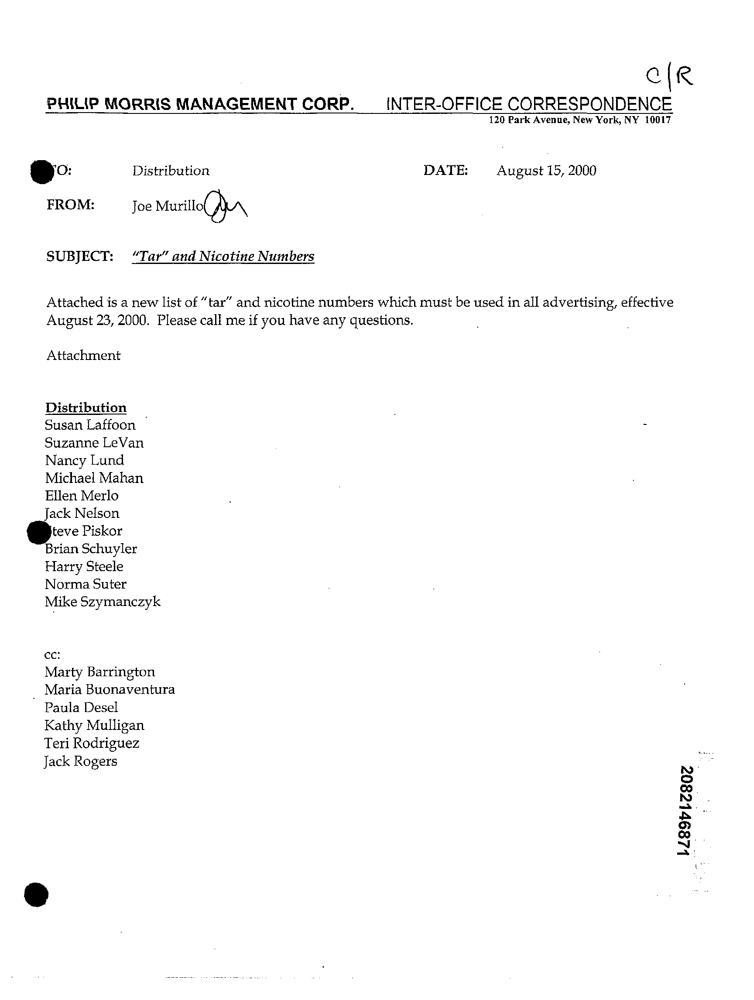 C/R
PHILIP MORRIS MANAGEMENT CORP. INTER-OFFICE CORRESPONDENCE
120 Park Avenue, New York, NY 10017
TO: Distribution DATE: August 15, 2000
FROM: Joe Murillo
SUBJECT: "Tar" and Nicotine Numbers
Attached is a new list of "tar" and nicotine numbers which must be used in all advertising, effective
August 23, 2000. Please call me if you have any questions.
Attachment
Distribution
Susan Laffoon
Suzanne LeVan
Nancy Lund
Michael Mahan
Ellen Merlo
Jack Nelson
Steve Piskor
Brian Schuyler
Harry Steele
Norma Suter
Mike Szymanczyk
cc:
Marty Barrington
Maria Buonaventura
Paula Desel
Kathy Mulligan
Teri Rodriguez
Jack Rogers
2082146871